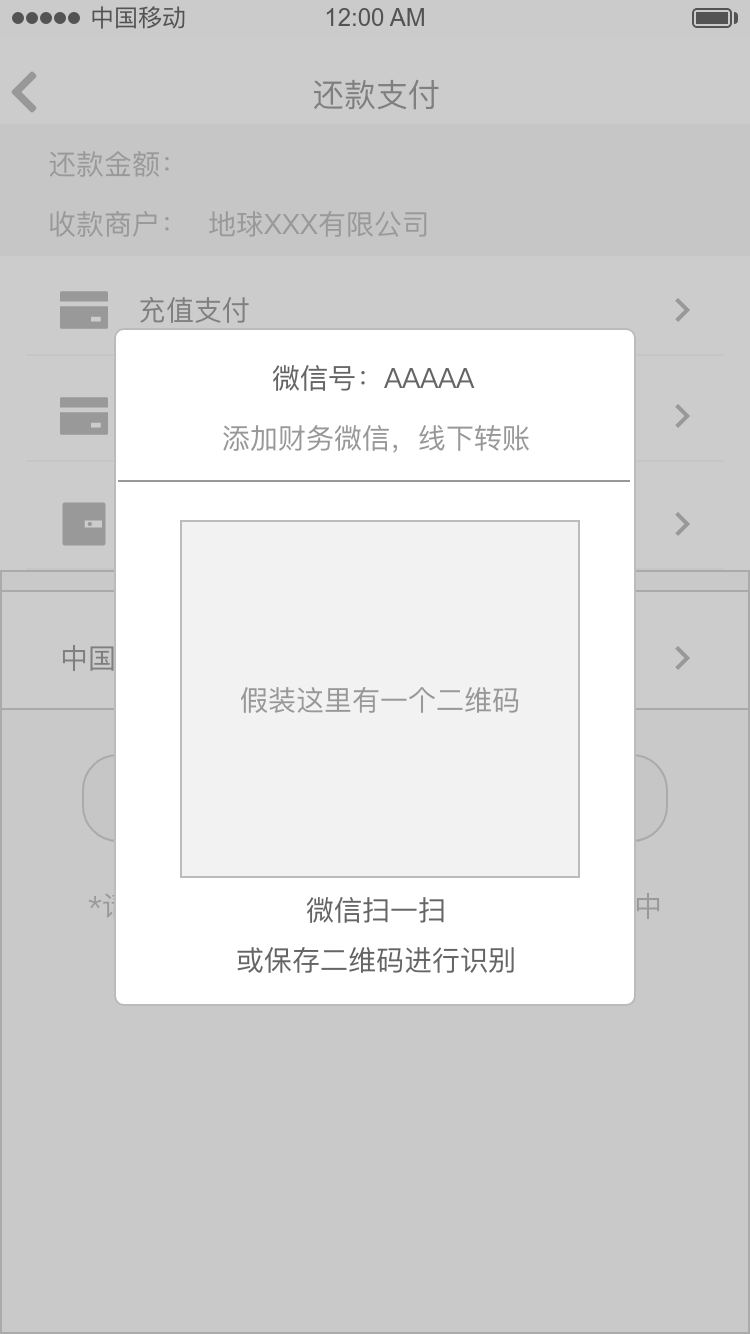 中国移动 12:00 AM
还款支付
还款金额：
收款商户： 地球XXX有限公司
充值支付
微信号：AAAAA
添加财务微信，线下转账
中国
假装这里有一个二维码
*
中
微信扫一扫
或保存二维码进行识别